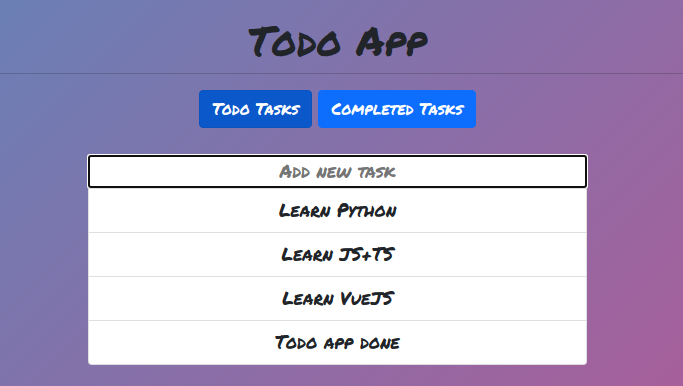 Todo App
Todo Tasks Completed Tasks
Add new task
Learn Python
Learn JS+TS
Learn VueJS
Todo app done